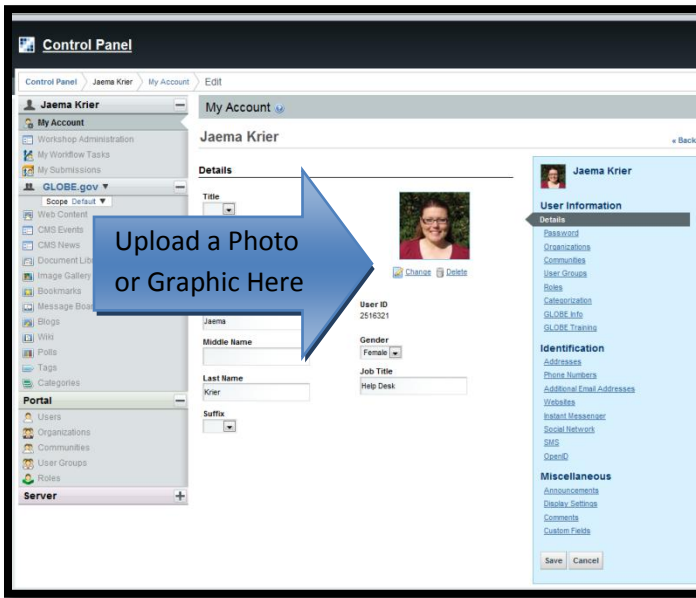 Control Panel
Control Panel Jaema Krier My Account Edit
Jaema Krier
My Account
Workshop Administration
My Workflow Tasks
My Submissions
GLOBE.gov
Scope Default
Web Content
CMS Events
CMS News
Document
Image Gallery
Bookmarks
Message
Blogs
Wiki
Polls
Tags
Categories
Portal
Users
Organizations
Communities
User Groups
Roles
Server
My Account
Jaema Krier
« Back
Details
Title
Upload a Photo
or Graphic Here
Change Delete
Jaema
Middle Name
Last Name
Krier
Suffix
User ID
2516321
Gender
Female
Job Title
Help Desk
Jaema Krier
User Information
Details
Password
Organizations
Communities
User Groups
Roles
Categorization
GLOBE Info
GLOBE Training
Identification
Addresses
Phone Numbers
Additional Email Addresses
Websites
Instant Messenger
Social Network
SMS
OpenID
Miscellaneous
Announcements
Display Settings
Comments
Custom Fields
Save Cancel